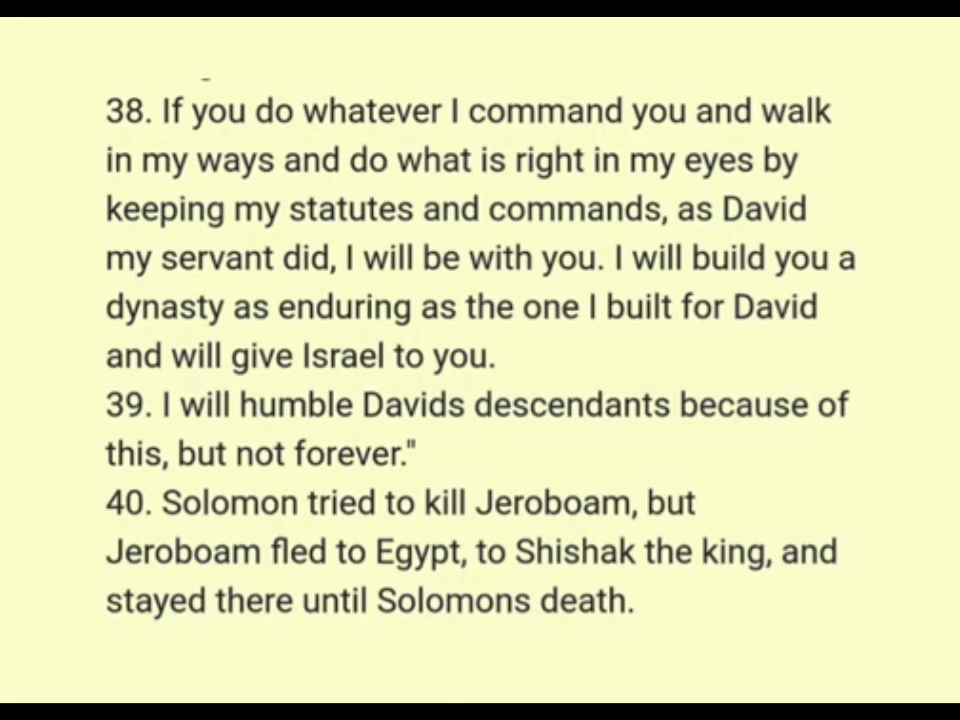 38. If you do whatever I command you and walk
in my ways and do what is right in my eyes by
keeping my statutes and commands, as David
my servant did, I will be with you. I will build you a
dynasty as enduring as the one I built for David
and will give Israel to you.
39. I will humble Davids descendants because of
this, but not forever."
40. Solomon tried to kill Jeroboam, but
Jeroboam fled to Egypt, to Shishak the king, and
stayed there until Solomons death.